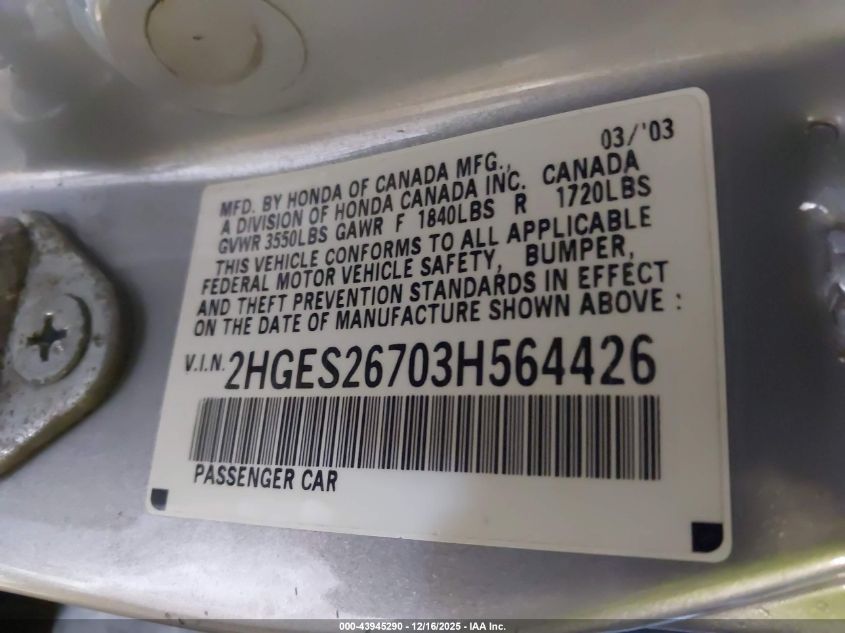 03/'03
MFD. BY HONDA OF CANADA MFG.,
A DIVISION OF HONDA CANADA INC. CANADA
GVWR 3550LBS GAWR F 1840LBS R 1720LBS
THIS VEHICLE CONFORMS TO ALL APPLICABLE
FEDERAL MOTOR VEHICLE SAFETY, BUMPER,
AND THEFT PREVENTION STANDARDS IN EFFECT
ON THE DATE OF MANUFACTURE SHOWN ABOVE :
V.I.N. 2HGES26703H564426
PASSENGER CAR
000-43945290 - 12/16/2025 - IAA Inc.